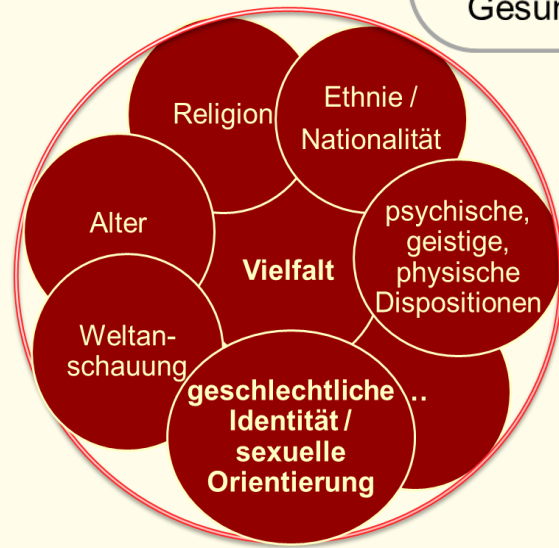 Gesun
Religion
Ethnie /
Nationalität
Alter
psychische,
geistige,
physische
Dispositionen
Vielfalt
Weltan-
schauung
geschlechtliche
Identität /
sexuelle
Orientierung
…